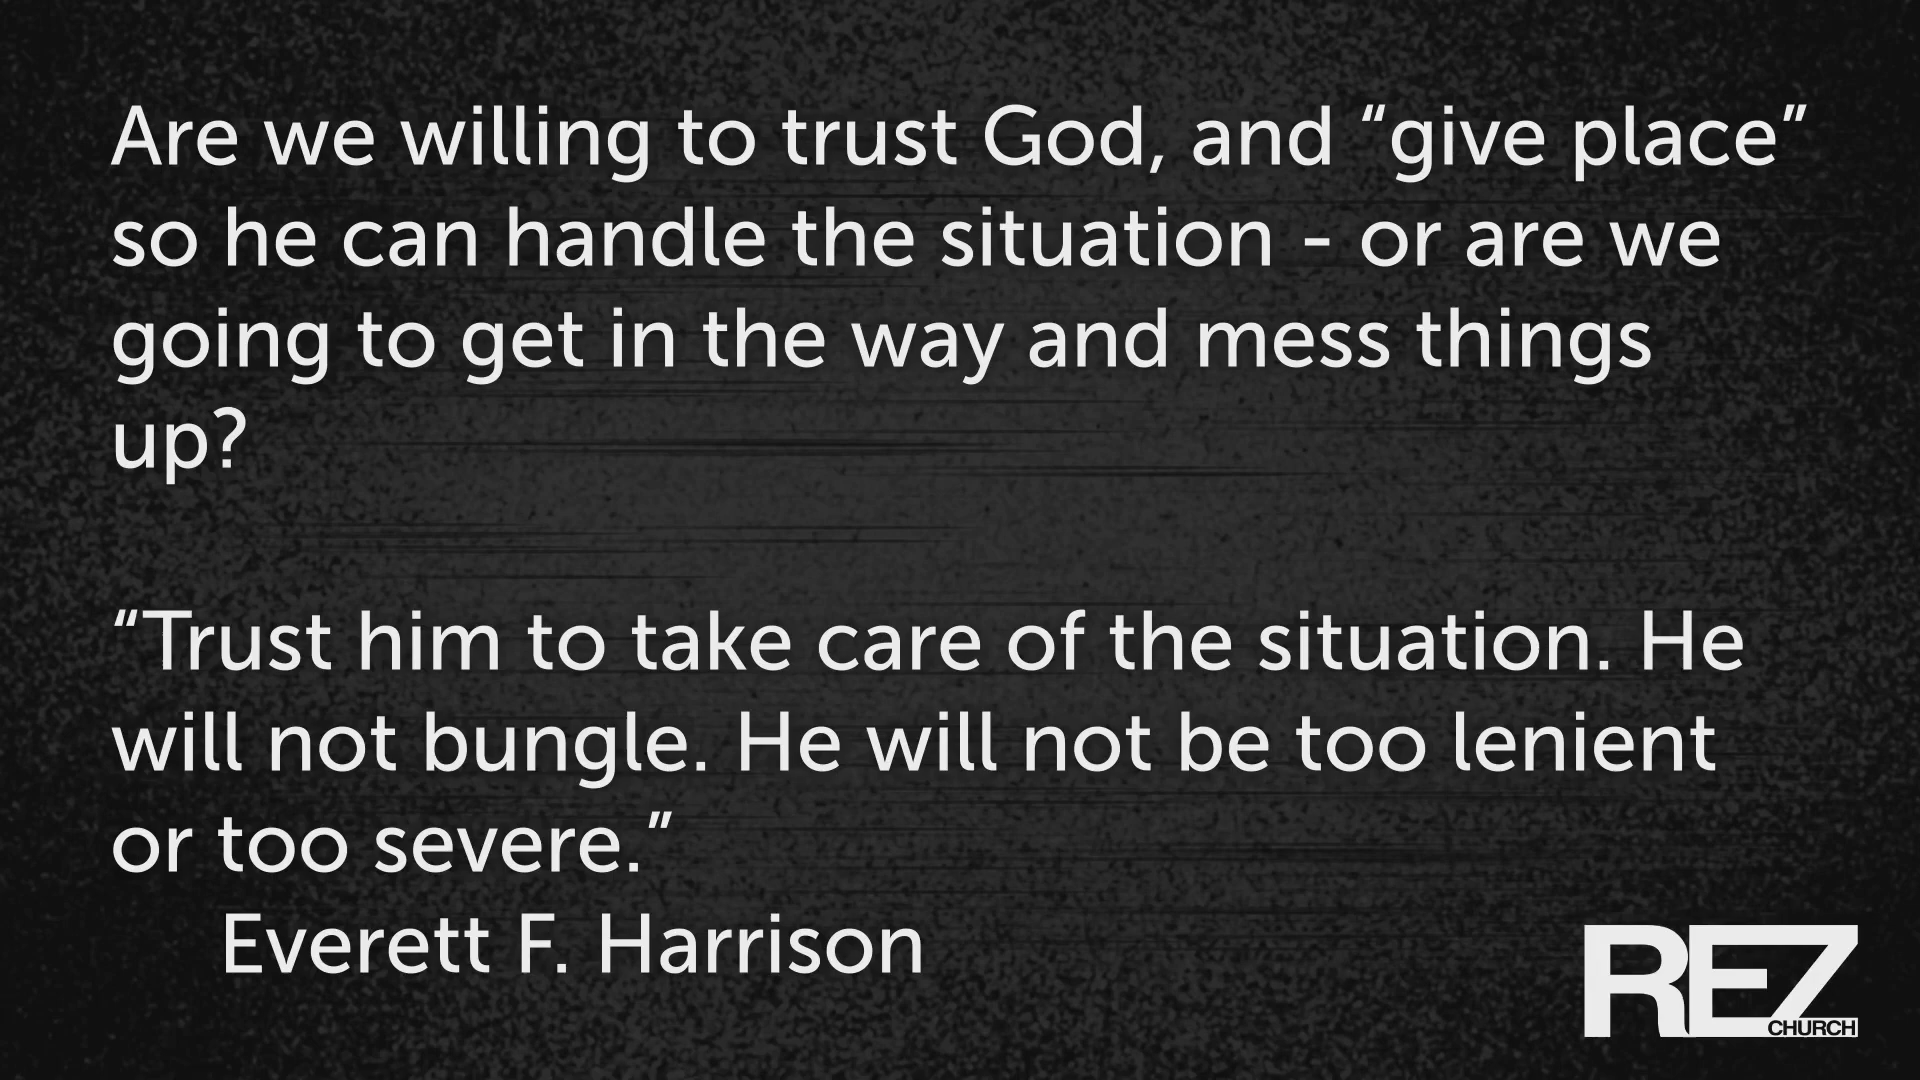 Are we willing to trust God, and “give place”
so he can handle the situation - or are we
going to get in the way and mess things
up?
“Trust him to take care of the situation. He
will not bungle. He will not be too lenient
or too severe.”
Everett F. Harrison
REZ
CHURCH